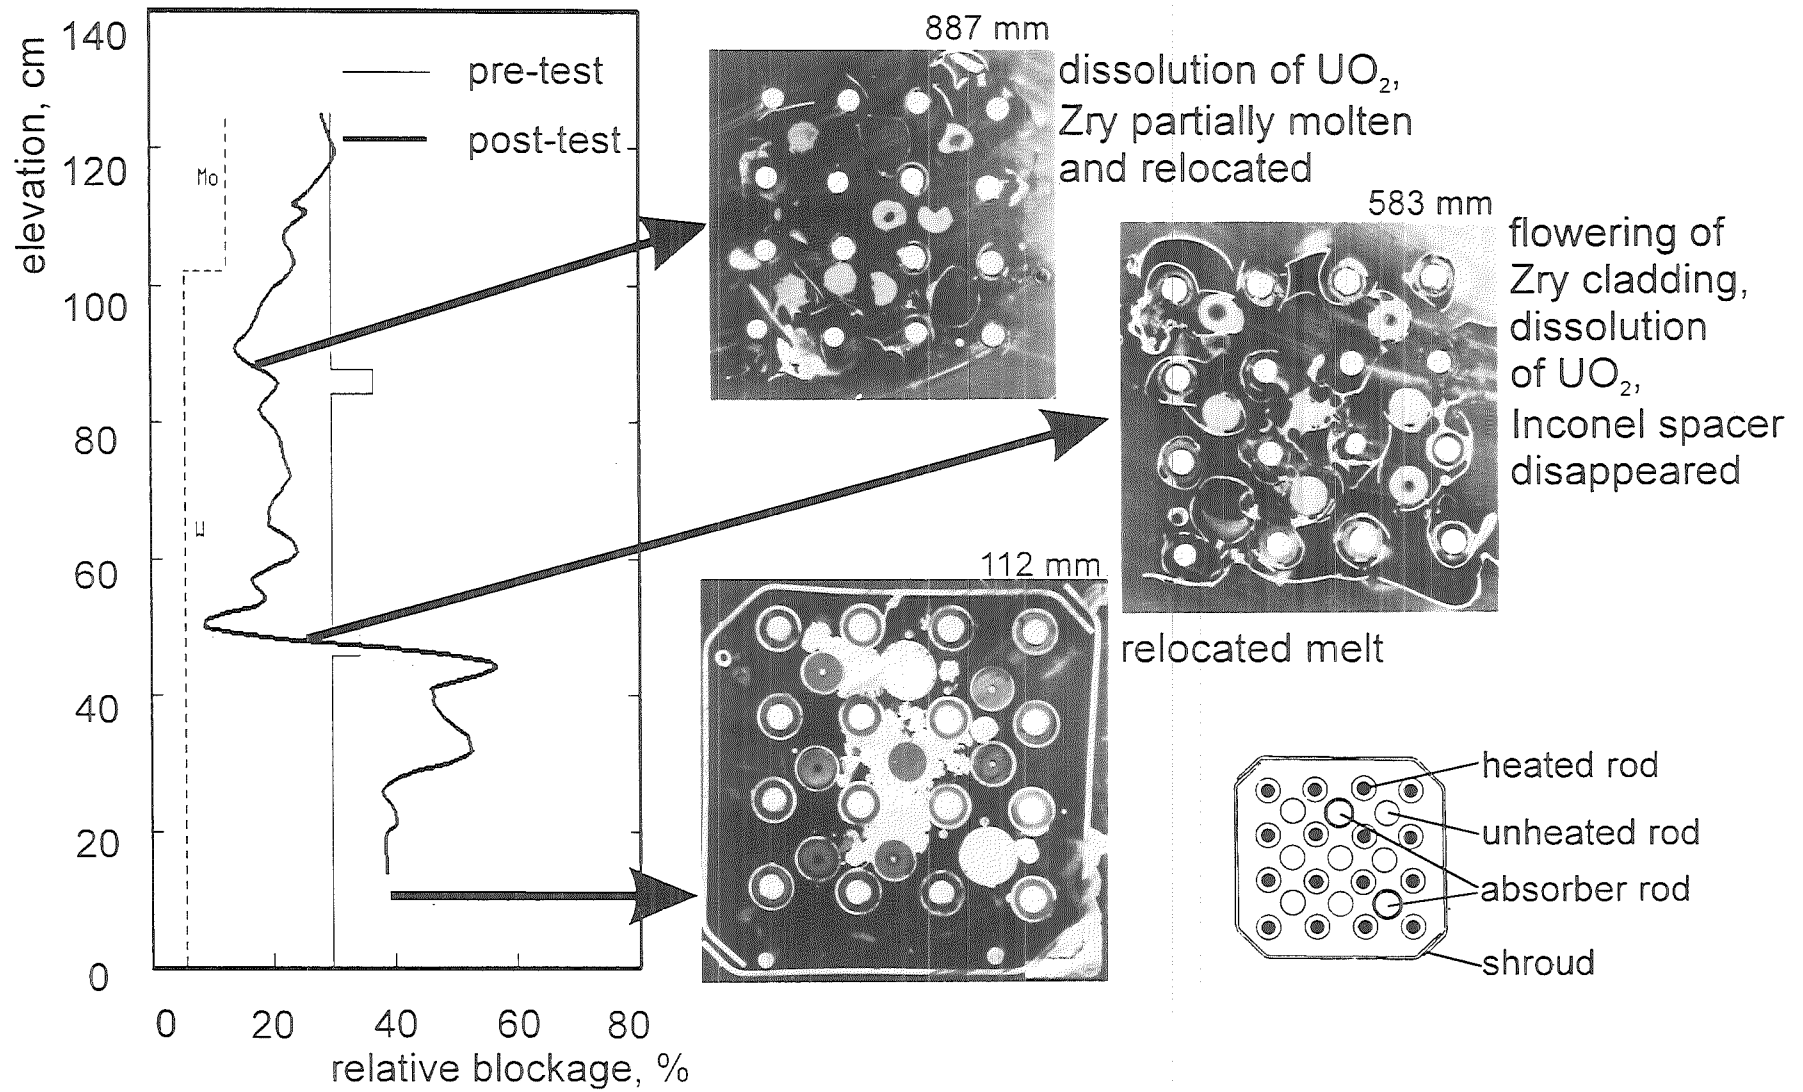 elevation, cm
140
120
100
80
60
40
20
0
0 20 40 60 80
relative blockage, %
pre-test
post-test
Mo
W
887 mm
dissolution of UO₂,
Zry partially molten
and relocated
583 mm
flowering of
Zry cladding,
dissolution
of UO₂,
Inconel spacer
disappeared
112 mm
relocated melt
heated rod
unheated rod
absorber rod
shroud